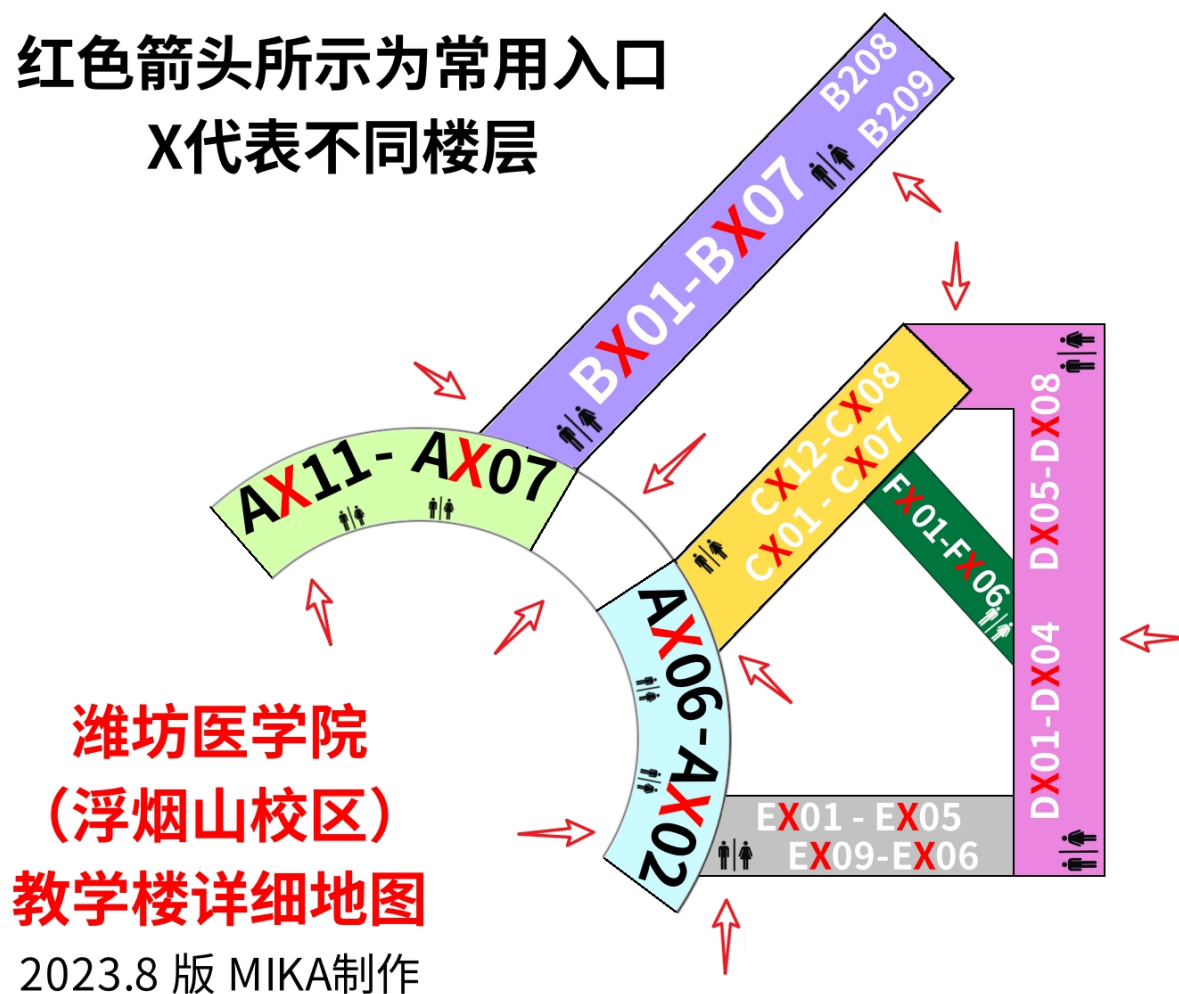 红色箭头所示为常用入口
X代表不同楼层
B208
B209
BX01-BX07
AX11- AX07
CX12-CX08
CX01 - CX07
FX01-FX06
DX05-DX08
DX01-DX04
AX06-AX02
EX01 - EX05
EX09-EX06
潍坊医学院
（浮烟山校区）
教学楼详细地图
2023.8 版 MIKA制作